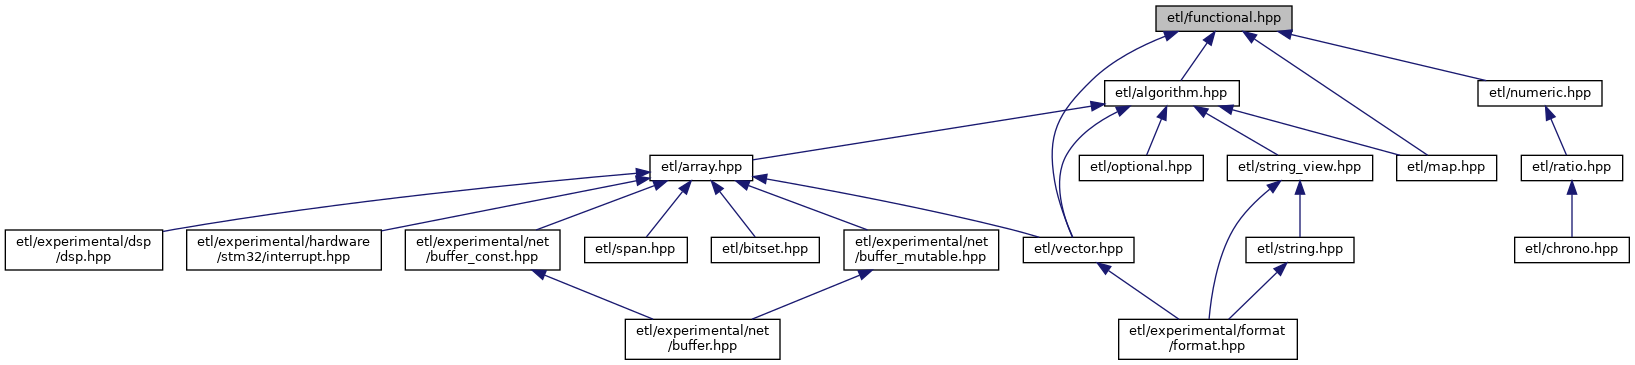 etl/functional.hpp
etl/algorithm.hpp
etl/numeric.hpp
etl/array.hpp
etl/optional.hpp
etl/string_view.hpp
etl/map.hpp
etl/ratio.hpp
etl/experimental/dsp
/dsp.hpp
etl/experimental/hardware
/stm32/interrupt.hpp
etl/experimental/net
/buffer_const.hpp
etl/span.hpp
etl/bitset.hpp
etl/experimental/net
/buffer_mutable.hpp
etl/vector.hpp
etl/string.hpp
etl/chrono.hpp
etl/experimental/net
/buffer.hpp
etl/experimental/format
/format.hpp